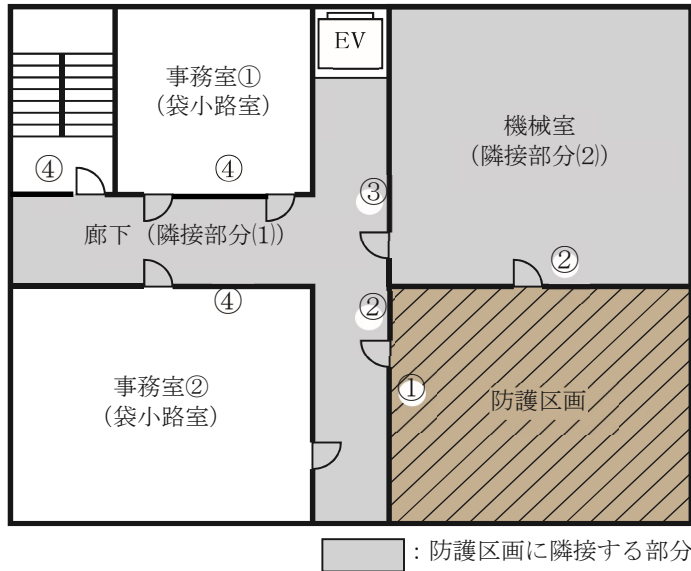 EV
事務室①
（袋小路室）
機械室
（隣接部分⑵）
④
④
③
廊下（隣接部分⑴）
②
④
②
①
事務室②
（袋小路室）
防護区画
：防護区画に隣接する部分